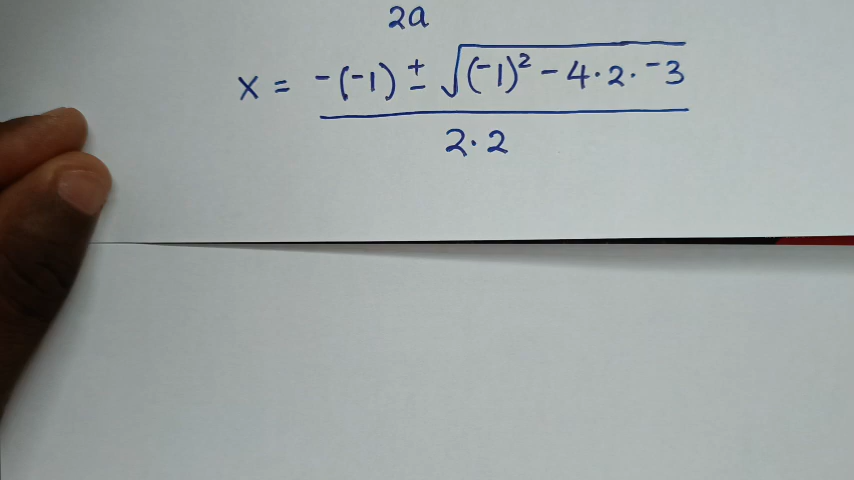 2a
x = -(-1) ± √(-1)² - 4·2·-3
2·2